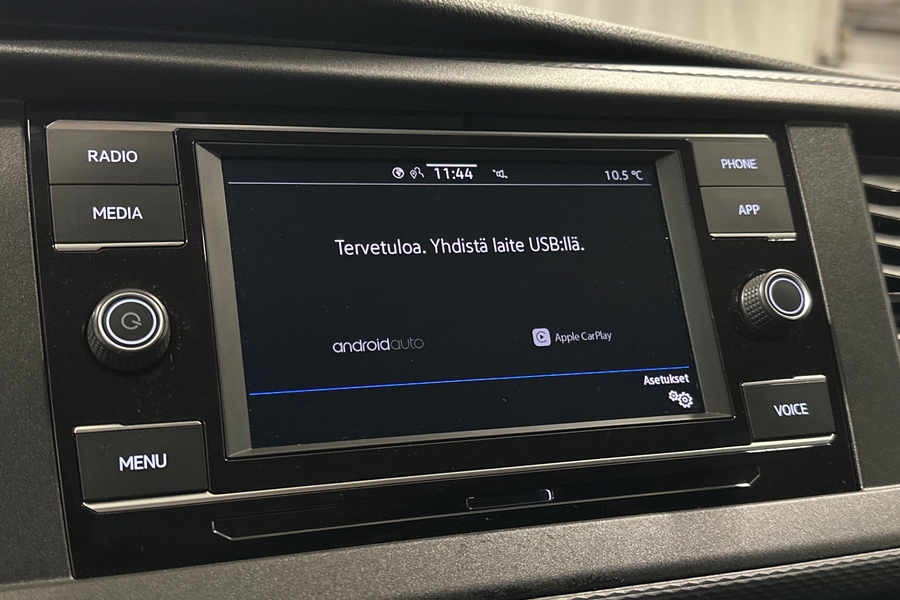 RADIO
MEDIA
MENU
11:44
10.5 °C
Tervetuloa. Yhdistä laite USB:llä.
androidauto
Apple CarPlay
Asetukset
PHONE
APP
VOICE